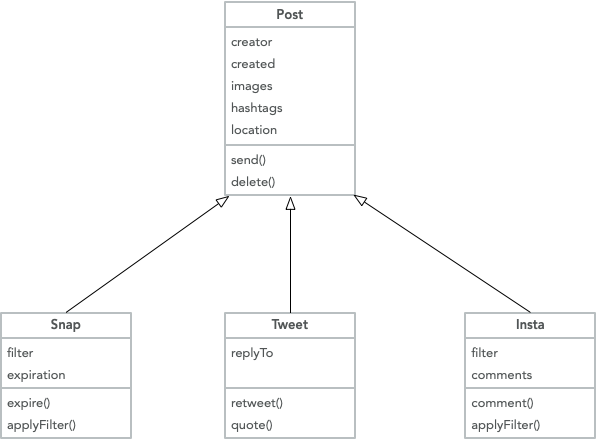 Post
creator
created
images
hashtags
location
send()
delete()
Snap
filter
expiration
expire()
applyFilter()
Tweet
replyTo
retweet()
quote()
Insta
filter
comments
comment()
applyFilter()